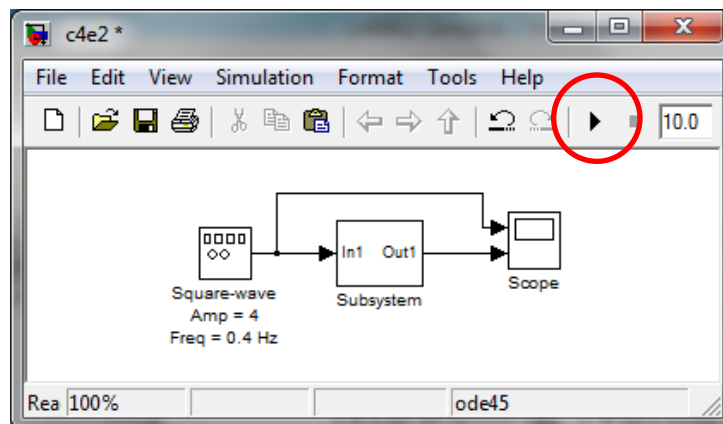 c4e2 *
File Edit View Simulation Format Tools Help
10.0
In1 Out1
Scope
Square-wave
Amp = 4
Freq = 0.4 Hz
Subsystem
Rea 100% ode45